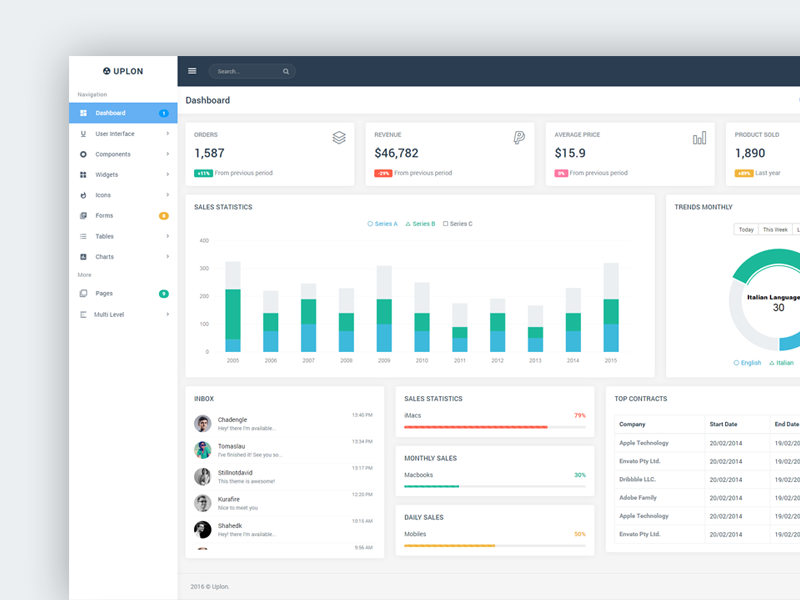 UPLON
Search...
Navigation
Dashboard 1
User Interface
Components
Widgets
Icons
Forms 8
Tables
Charts
More
Pages
Multi Level
Dashboard
ORDERS
1,587
+11% From previous period
REVENUE
$46,782
-29% From previous period
AVERAGE PRICE
$15.9
0% From previous period
PRODUCT SOLD
1,890
+89% Last year
SALES STATISTICS
Series A Series B Series C
400
300
200
100
0
2005 2006 2007 2008 2009 2010 2011 2012 2013 2014 2015
TRENDS MONTHLY
Today This Week L
Italian Language
30
English Italian
INBOX
Chadengle 13:40 PM
Hey! there I'm available...
Tomaslau 13:34 PM
I've finished it! See you so...
Stillnotdavid 13:17 PM
This theme is awesome!
Kurafire 12:20 PM
Nice to meet you
Shahedk 10:15 AM
Hey! there I'm available...
9:56 AM
SALES STATISTICS
iMacs 79%
MONTHLY SALES
Macbooks 30%
DAILY SALES
Mobiles 50%
TOP CONTRACTS
Company Start Date End Date
Apple Technology 20/02/2014 19/02/20
Envato Pty Ltd. 20/02/2014 19/02/20
Dribbble LLC. 20/02/2014 19/02/20
Adobe Family 20/02/2014 19/02/20
Apple Technology 20/02/2014 19/02/20
Envato Pty Ltd. 20/02/2014 19/02/20
2016 © Uplon.